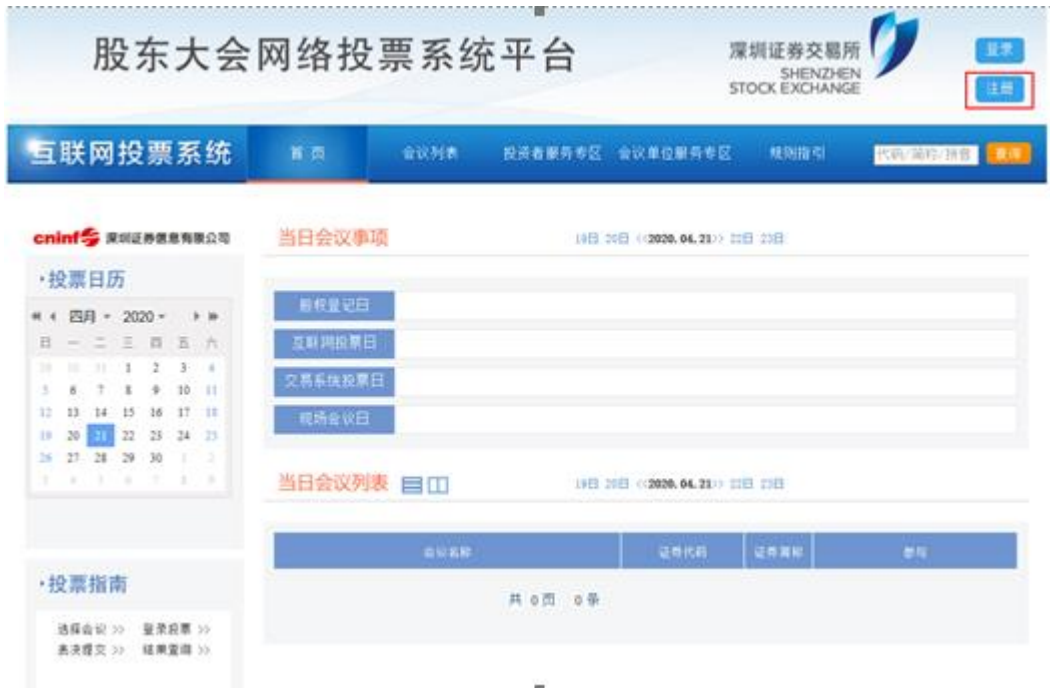 股东大会网络投票系统平台
深圳证券交易所
SHENZHEN
STOCK EXCHANGE
登录
注册
互联网投票系统
首 页
会议列表
投资者服务专区
会议单位服务专区
规则指引
代码/简称/拼音
查询
cninf 深圳证券信息有限公司
当日会议事项
19日 20日 <<2020.04.21>> 22日 23日
·投票日历
四月 2020
日 一 二 三 四 五 六
29 30 31 1 2 3 4
5 6 7 8 9 10 11
12 13 14 15 16 17 18
19 20 21 22 23 24 25
26 27 28 29 30 1 2
3 4 5 6 7 8 9
股权登记日
互联网投票日
交易系统投票日
现场会议日
当日会议列表
19日 20日 <<2020.04.21>> 22日 23日
会议名称 证券代码 证券简称 参与
共 0页 0条
·投票指南
选择会议 >> 登录投票 >>
表决提交 >> 结果查询 >>